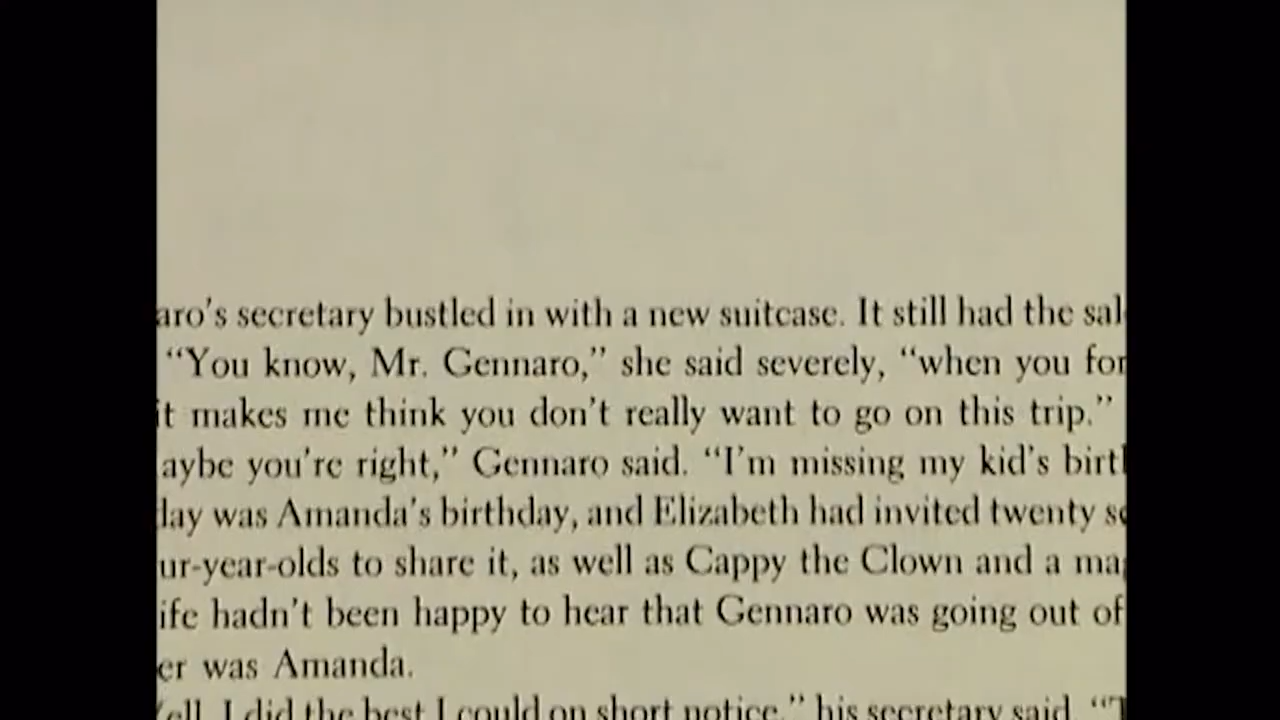 aro's secretary bustled in with a new suitcase. It still had the sal
"You know, Mr. Gennaro," she said severely, "when you for
it makes me think you don't really want to go on this trip."
aybe you're right," Gennaro said. "I'm missing my kid's birth
day was Amanda's birthday, and Elizabeth had invited twenty sc
ur-year-olds to share it, as well as Cappy the Clown and a mag
ife hadn't been happy to hear that Gennaro was going out of
er was Amanda.
ell, I did the best I could on short notice," his secretary said. "T